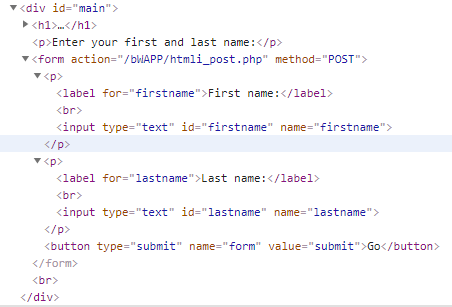 <div id="main">
<h1>…</h1>
<p>Enter your first and last name:</p>
<form action="/bWAPP/htmli_post.php" method="POST">
<p>
<label for="firstname">First name:</label>
<br>
<input type="text" id="firstname" name="firstname">
</p>
<p>
<label for="lastname">Last name:</label>
<br>
<input type="text" id="lastname" name="lastname">
</p>
<button type="submit" name="form" value="submit">Go</button>
</form>
<br>
</div>